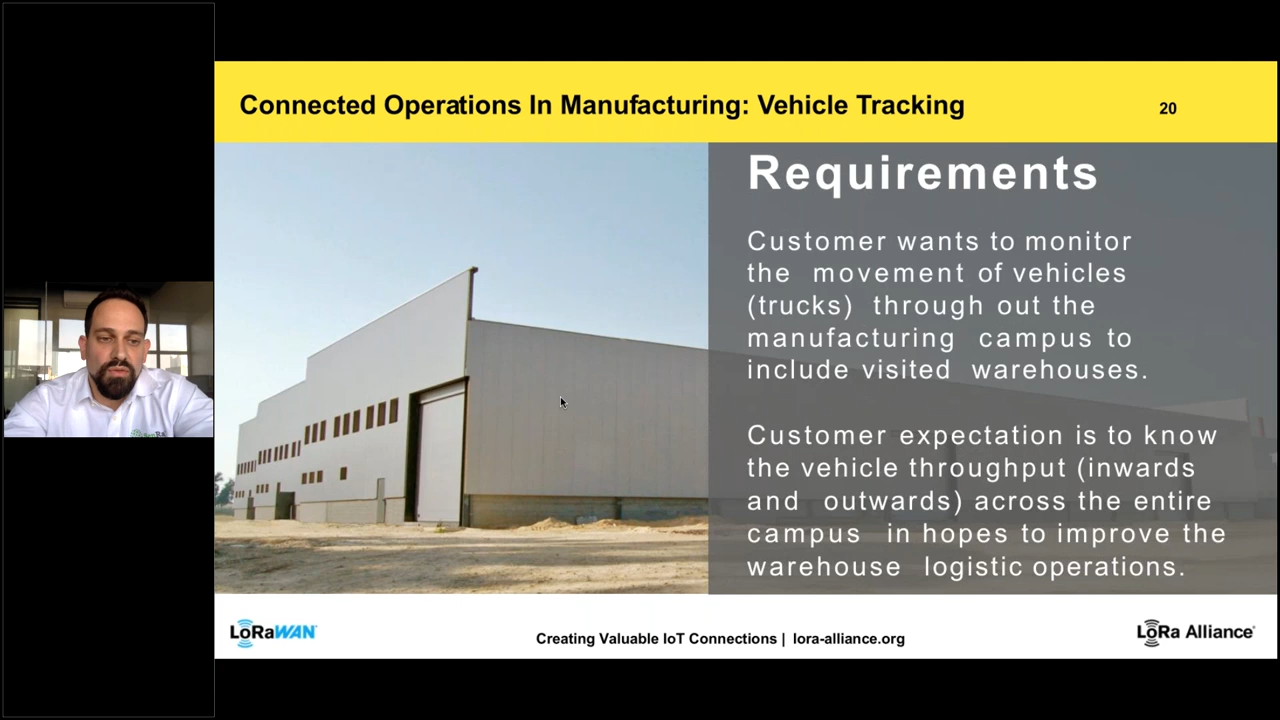 Connected Operations In Manufacturing: Vehicle Tracking
20
Requirements
Customer wants to monitor
the movement of vehicles
(trucks) through out the
manufacturing campus to
include visited warehouses.
Customer expectation is to know
the vehicle throughput (inwards
and outwards) across the entire
campus in hopes to improve the
warehouse logistic operations.
LoRaWAN
Creating Valuable IoT Connections | lora-alliance.org
LoRa Alliance